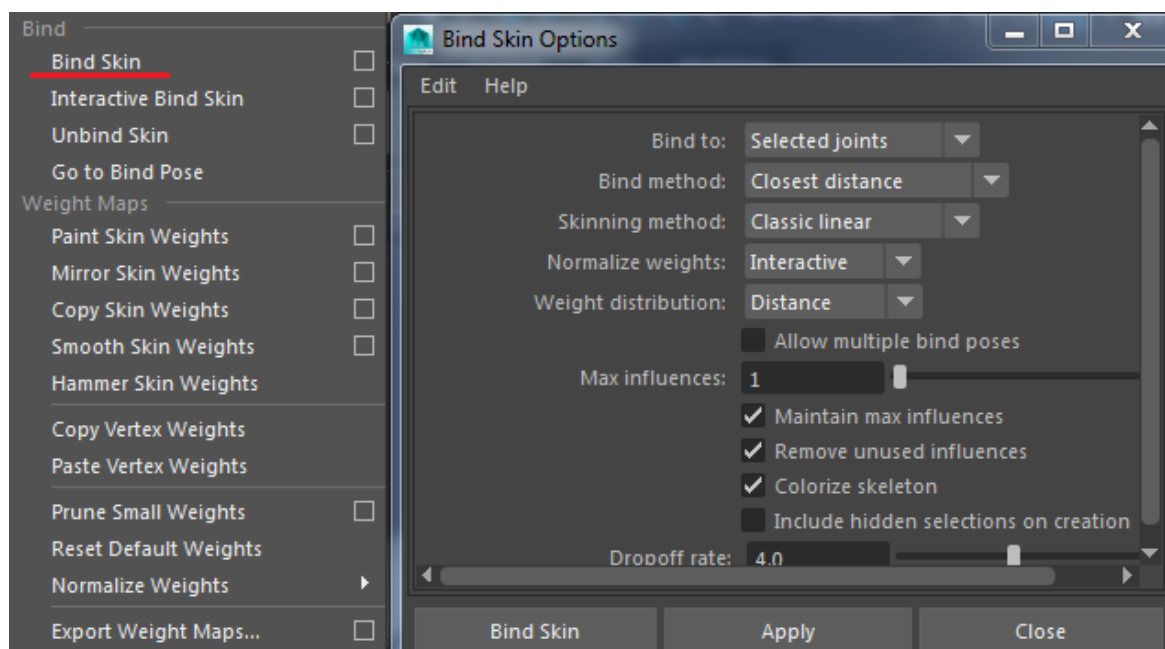 Bind
Bind Skin
Interactive Bind Skin
Unbind Skin
Go to Bind Pose
Weight Maps
Paint Skin Weights
Mirror Skin Weights
Copy Skin Weights
Smooth Skin Weights
Hammer Skin Weights
Copy Vertex Weights
Paste Vertex Weights
Prune Small Weights
Reset Default Weights
Normalize Weights
Export Weight Maps...
Bind Skin Options
Edit Help
Bind to: Selected joints
Bind method: Closest distance
Skinning method: Classic linear
Normalize weights: Interactive
Weight distribution: Distance
Allow multiple bind poses
Max influences: 1
Maintain max influences
Remove unused influences
Colorize skeleton
Include hidden selections on creation
Dropoff rate: 4.0
Bind Skin Apply Close